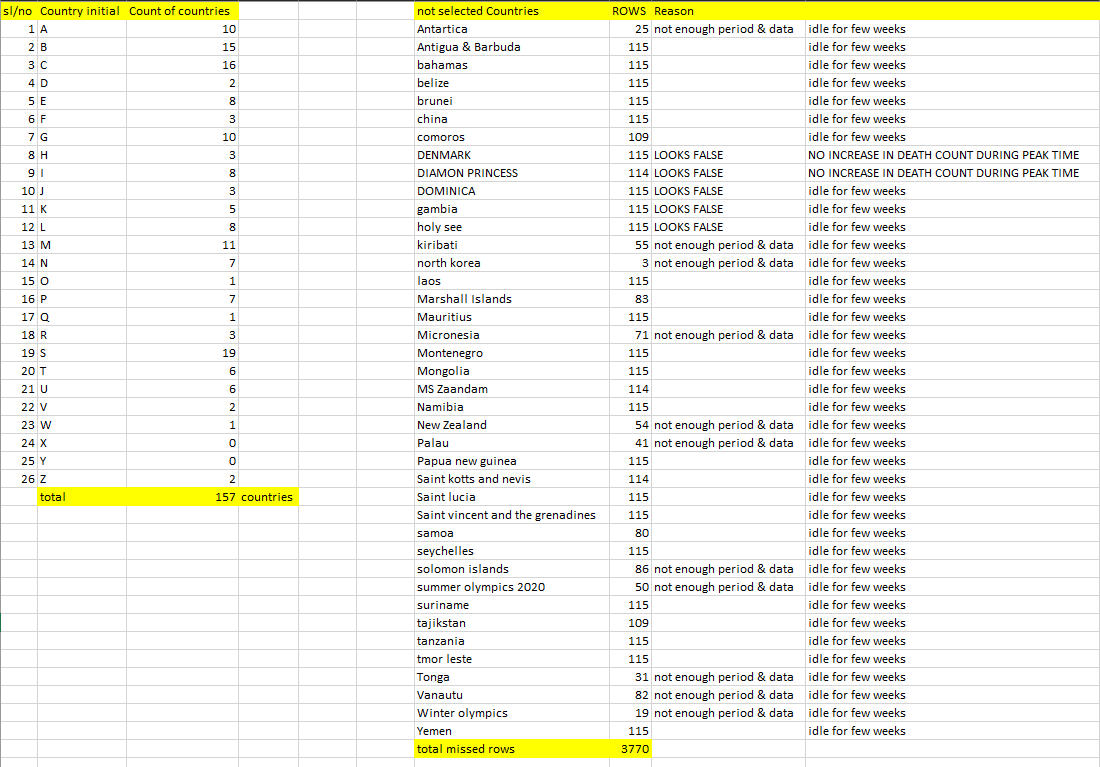 sl/no Country initial Count of countries not selected Countries ROWS Reason
1 A 10 Antartica 25 not enough period & data idle for few weeks
2 B 15 Antigua & Barbuda 115 idle for few weeks
3 C 16 bahamas 115 idle for few weeks
4 D 2 belize 115 idle for few weeks
5 E 8 brunei 115 idle for few weeks
6 F 3 china 115 idle for few weeks
7 G 10 comoros 109 idle for few weeks
8 H 3 DENMARK 115 LOOKS FALSE NO INCREASE IN DEATH COUNT DURING PEAK TIME
9 I 8 DIAMON PRINCESS 114 LOOKS FALSE NO INCREASE IN DEATH COUNT DURING PEAK TIME
10 J 3 DOMINICA 115 LOOKS FALSE idle for few weeks
11 K 5 gambia 115 LOOKS FALSE idle for few weeks
12 L 8 holy see 115 LOOKS FALSE idle for few weeks
13 M 11 kiribati 55 not enough period & data idle for few weeks
14 N 7 north korea 3 not enough period & data idle for few weeks
15 O 1 laos 115 idle for few weeks
16 P 7 Marshall Islands 83 idle for few weeks
17 Q 1 Mauritius 115 idle for few weeks
18 R 3 Micronesia 71 not enough period & data idle for few weeks
19 S 19 Montenegro 115 idle for few weeks
20 T 6 Mongolia 115 idle for few weeks
21 U 6 MS Zaandam 114 idle for few weeks
22 V 2 Namibia 115 idle for few weeks
23 W 1 New Zealand 54 not enough period & data idle for few weeks
24 X 0 Palau 41 not enough period & data idle for few weeks
25 Y 0 Papua new guinea 115 idle for few weeks
26 Z 2 Saint kotts and nevis 114 idle for few weeks
total 157 countries Saint lucia 115 idle for few weeks
Saint vincent and the grenadines 115 idle for few weeks
samoa 80 idle for few weeks
seychelles 115 idle for few weeks
solomon islands 86 not enough period & data idle for few weeks
summer olympics 2020 50 not enough period & data idle for few weeks
suriname 115 idle for few weeks
tajikstan 109 idle for few weeks
tanzania 115 idle for few weeks
tmor leste 115 idle for few weeks
Tonga 31 not enough period & data idle for few weeks
Vanautu 82 not enough period & data idle for few weeks
Winter olympics 19 not enough period & data idle for few weeks
Yemen 115 idle for few weeks
total missed rows 3770